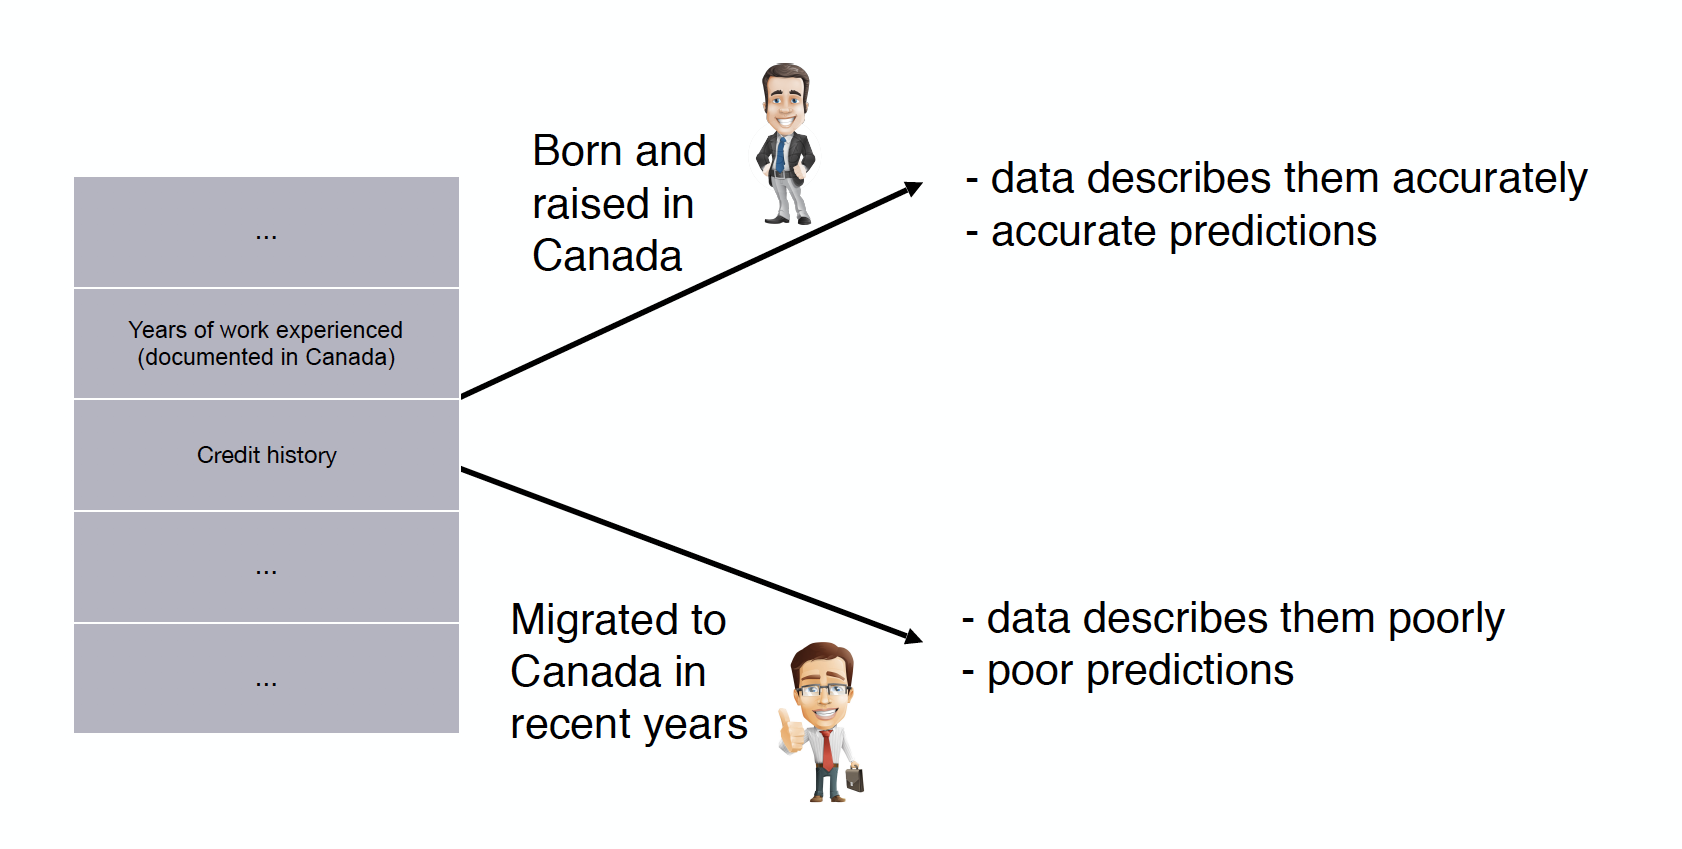 ...
Years of work experienced
(documented in Canada)
Credit history
...
...
Born and
raised in
Canada
- data describes them accurately
- accurate predictions
Migrated to
Canada in
recent years
- data describes them poorly
- poor predictions